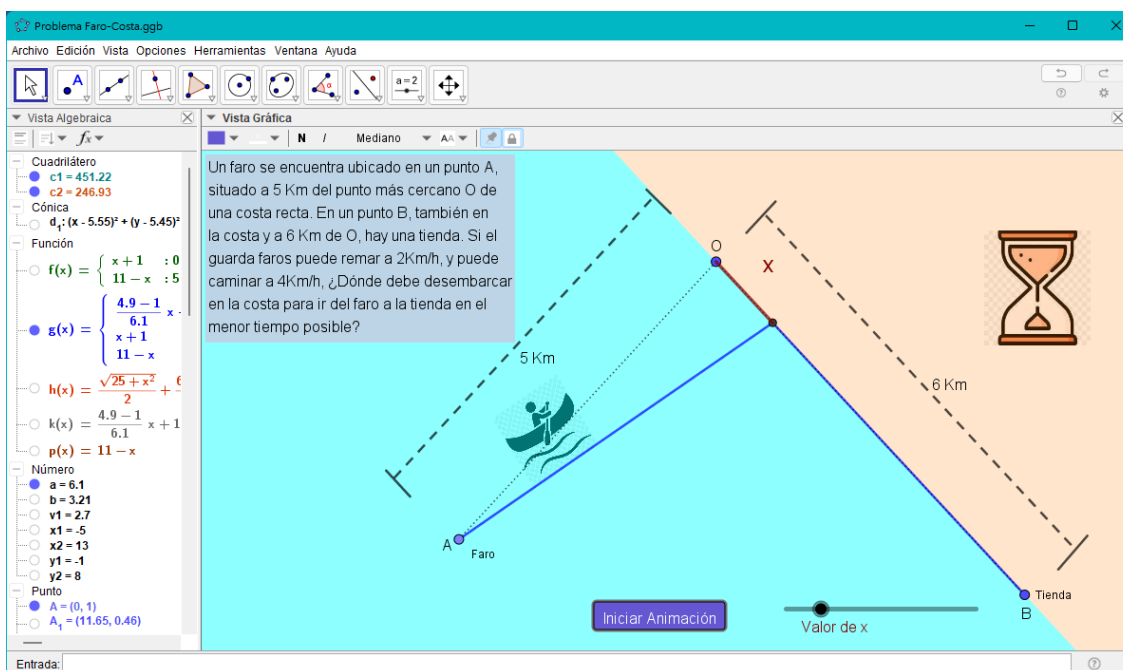 Problema Faro-Costa.ggb
Archivo Edición Vista Opciones Herramientas Ventana Ayuda
A
α
a=2
Vista Algebraica
Vista Gráfica
fx
N I Mediano AA
Cuadrilátero
c1 = 451.22
c2 = 246.93
Cónica
d₁: (x - 5.55)² + (y - 5.45)²
Función
f(x) = { x + 1 : 0
11 − x : 5
g(x) = { 4.9 − 1
6.1 x
x + 1
11 − x
h(x) = √25 + x²
2 + 6
k(x) = 4.9 − 1
6.1 x + 1
p(x) = 11 − x
Número
a = 6.1
b = 3.21
v1 = 2.7
x1 = -5
x2 = 13
y1 = -1
y2 = 8
Punto
A = (0, 1)
A₁ = (11.65, 0.46)
Un faro se encuentra ubicado en un punto A,
situado a 5 Km del punto más cercano O de
una costa recta. En un punto B, también en
la costa y a 6 Km de O, hay una tienda. Si el
guarda faros puede remar a 2Km/h, y puede
caminar a 4Km/h, ¿Dónde debe desembarcar
en la costa para ir del faro a la tienda en el
menor tiempo posible?
O
X
5 Km
6 Km
A
Faro
Tienda
B
Iniciar Animación
Valor de x
Entrada: